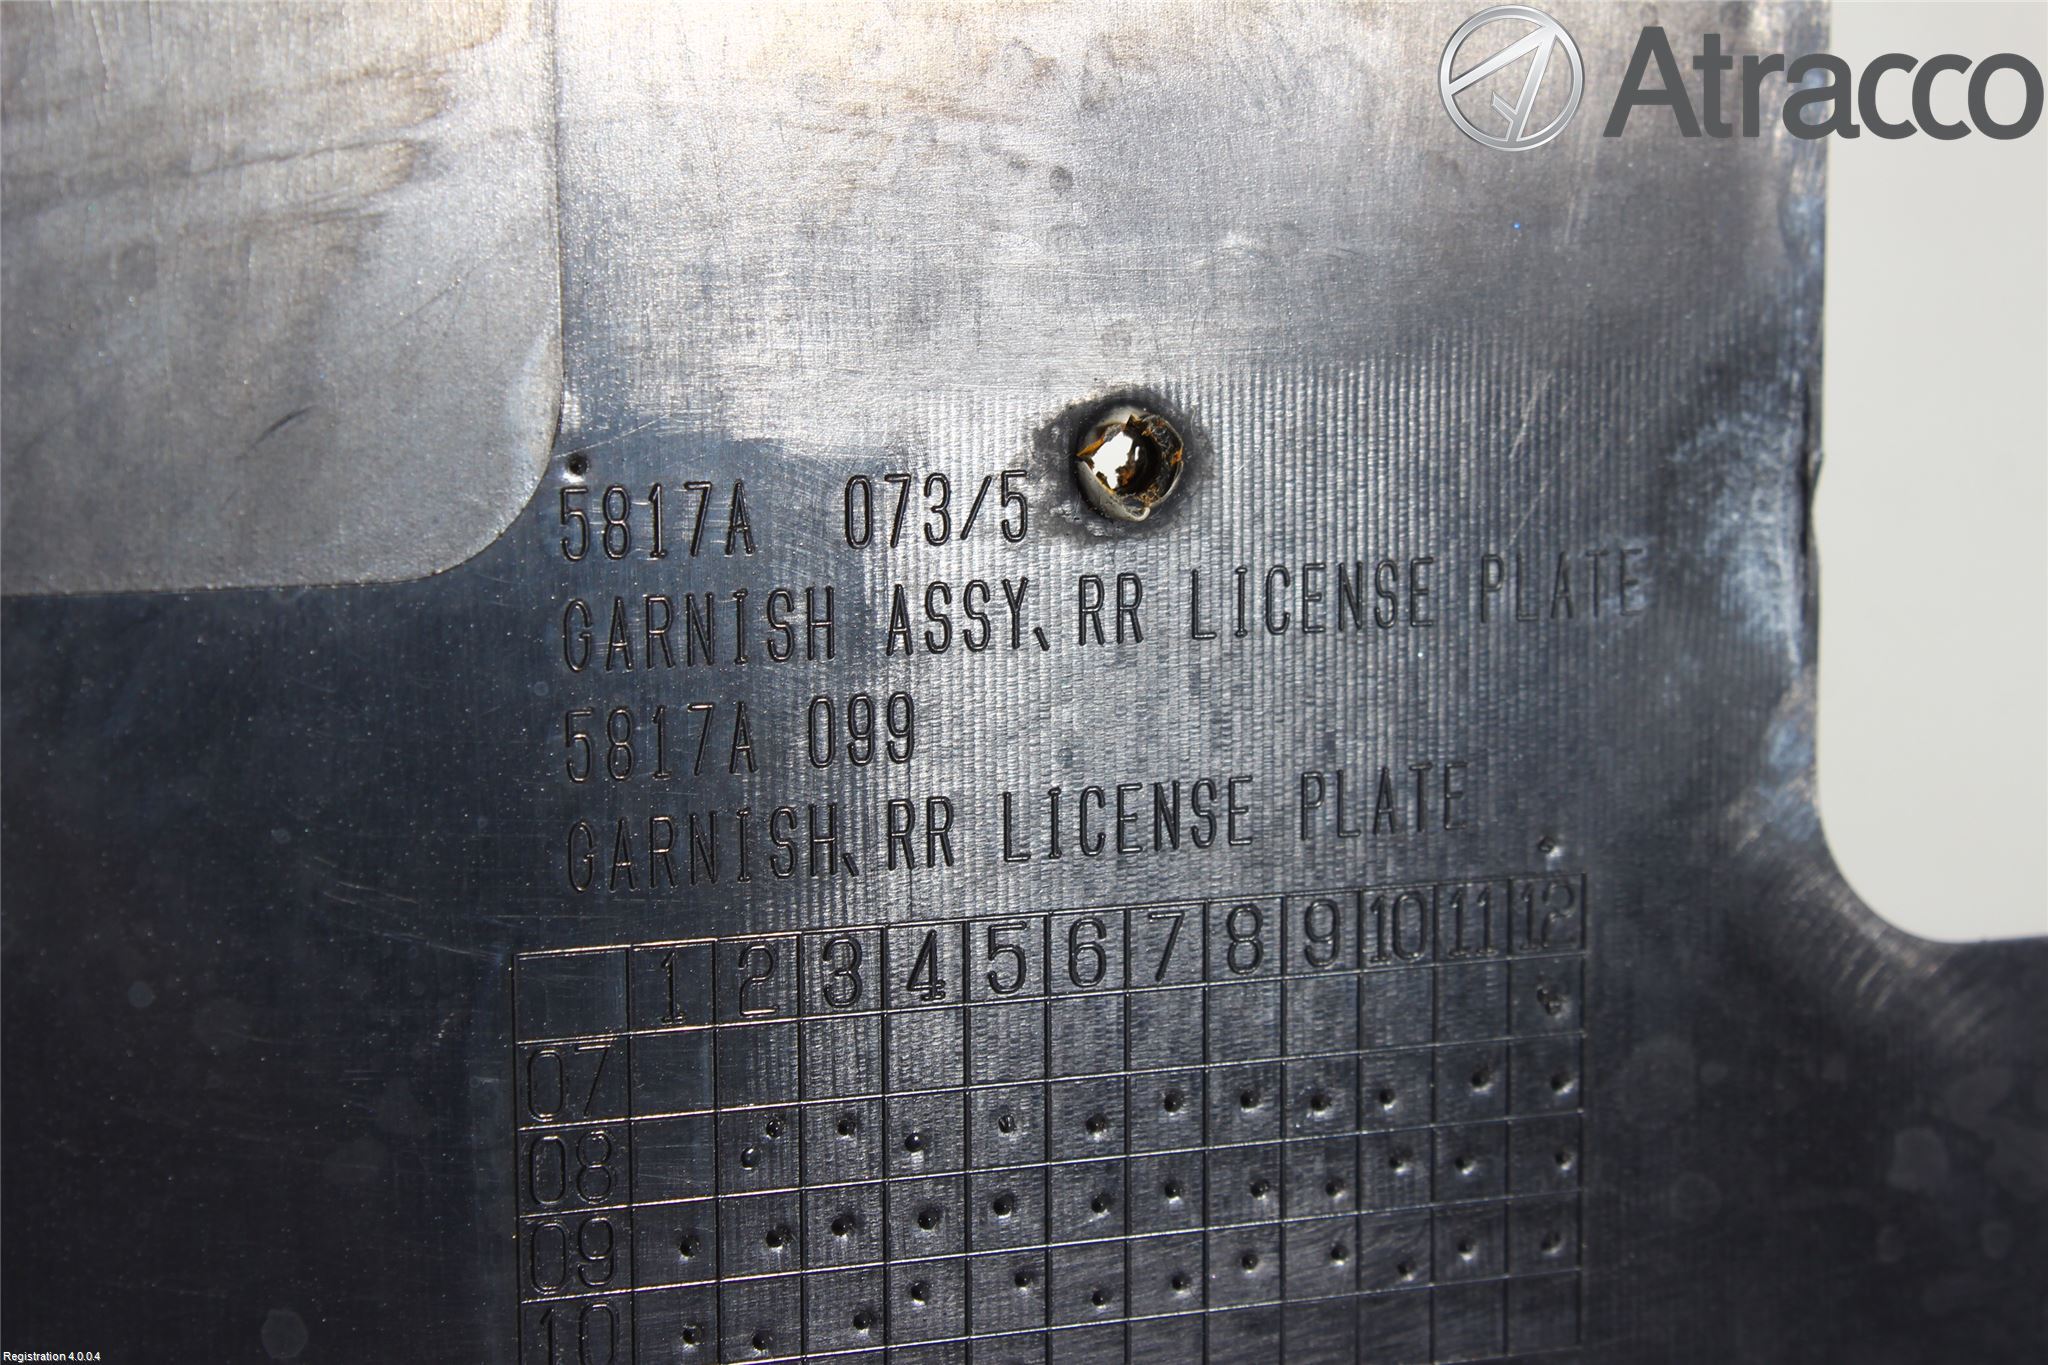 Atracco
5817A 073/5
GARNISH ASSY, RR LICENSE PLATE
5817A 099
GARNISH, RR LICENSE PLATE
1 2 3 4 5 6 7 8 9 10 11 12
07
08
09
10
Registration 4.0.0.4